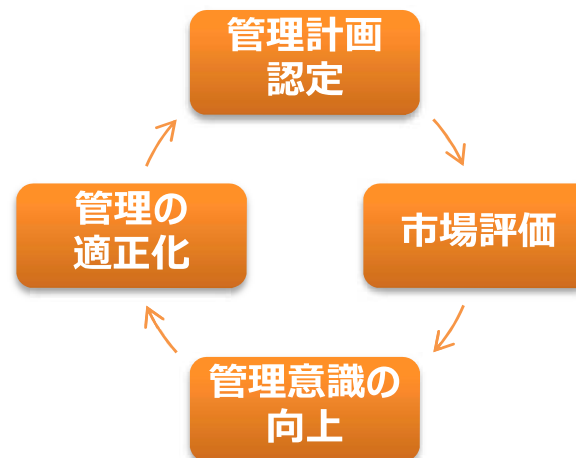 管理計画
認定
管理の
適正化
市場評価
管理意識の
向上